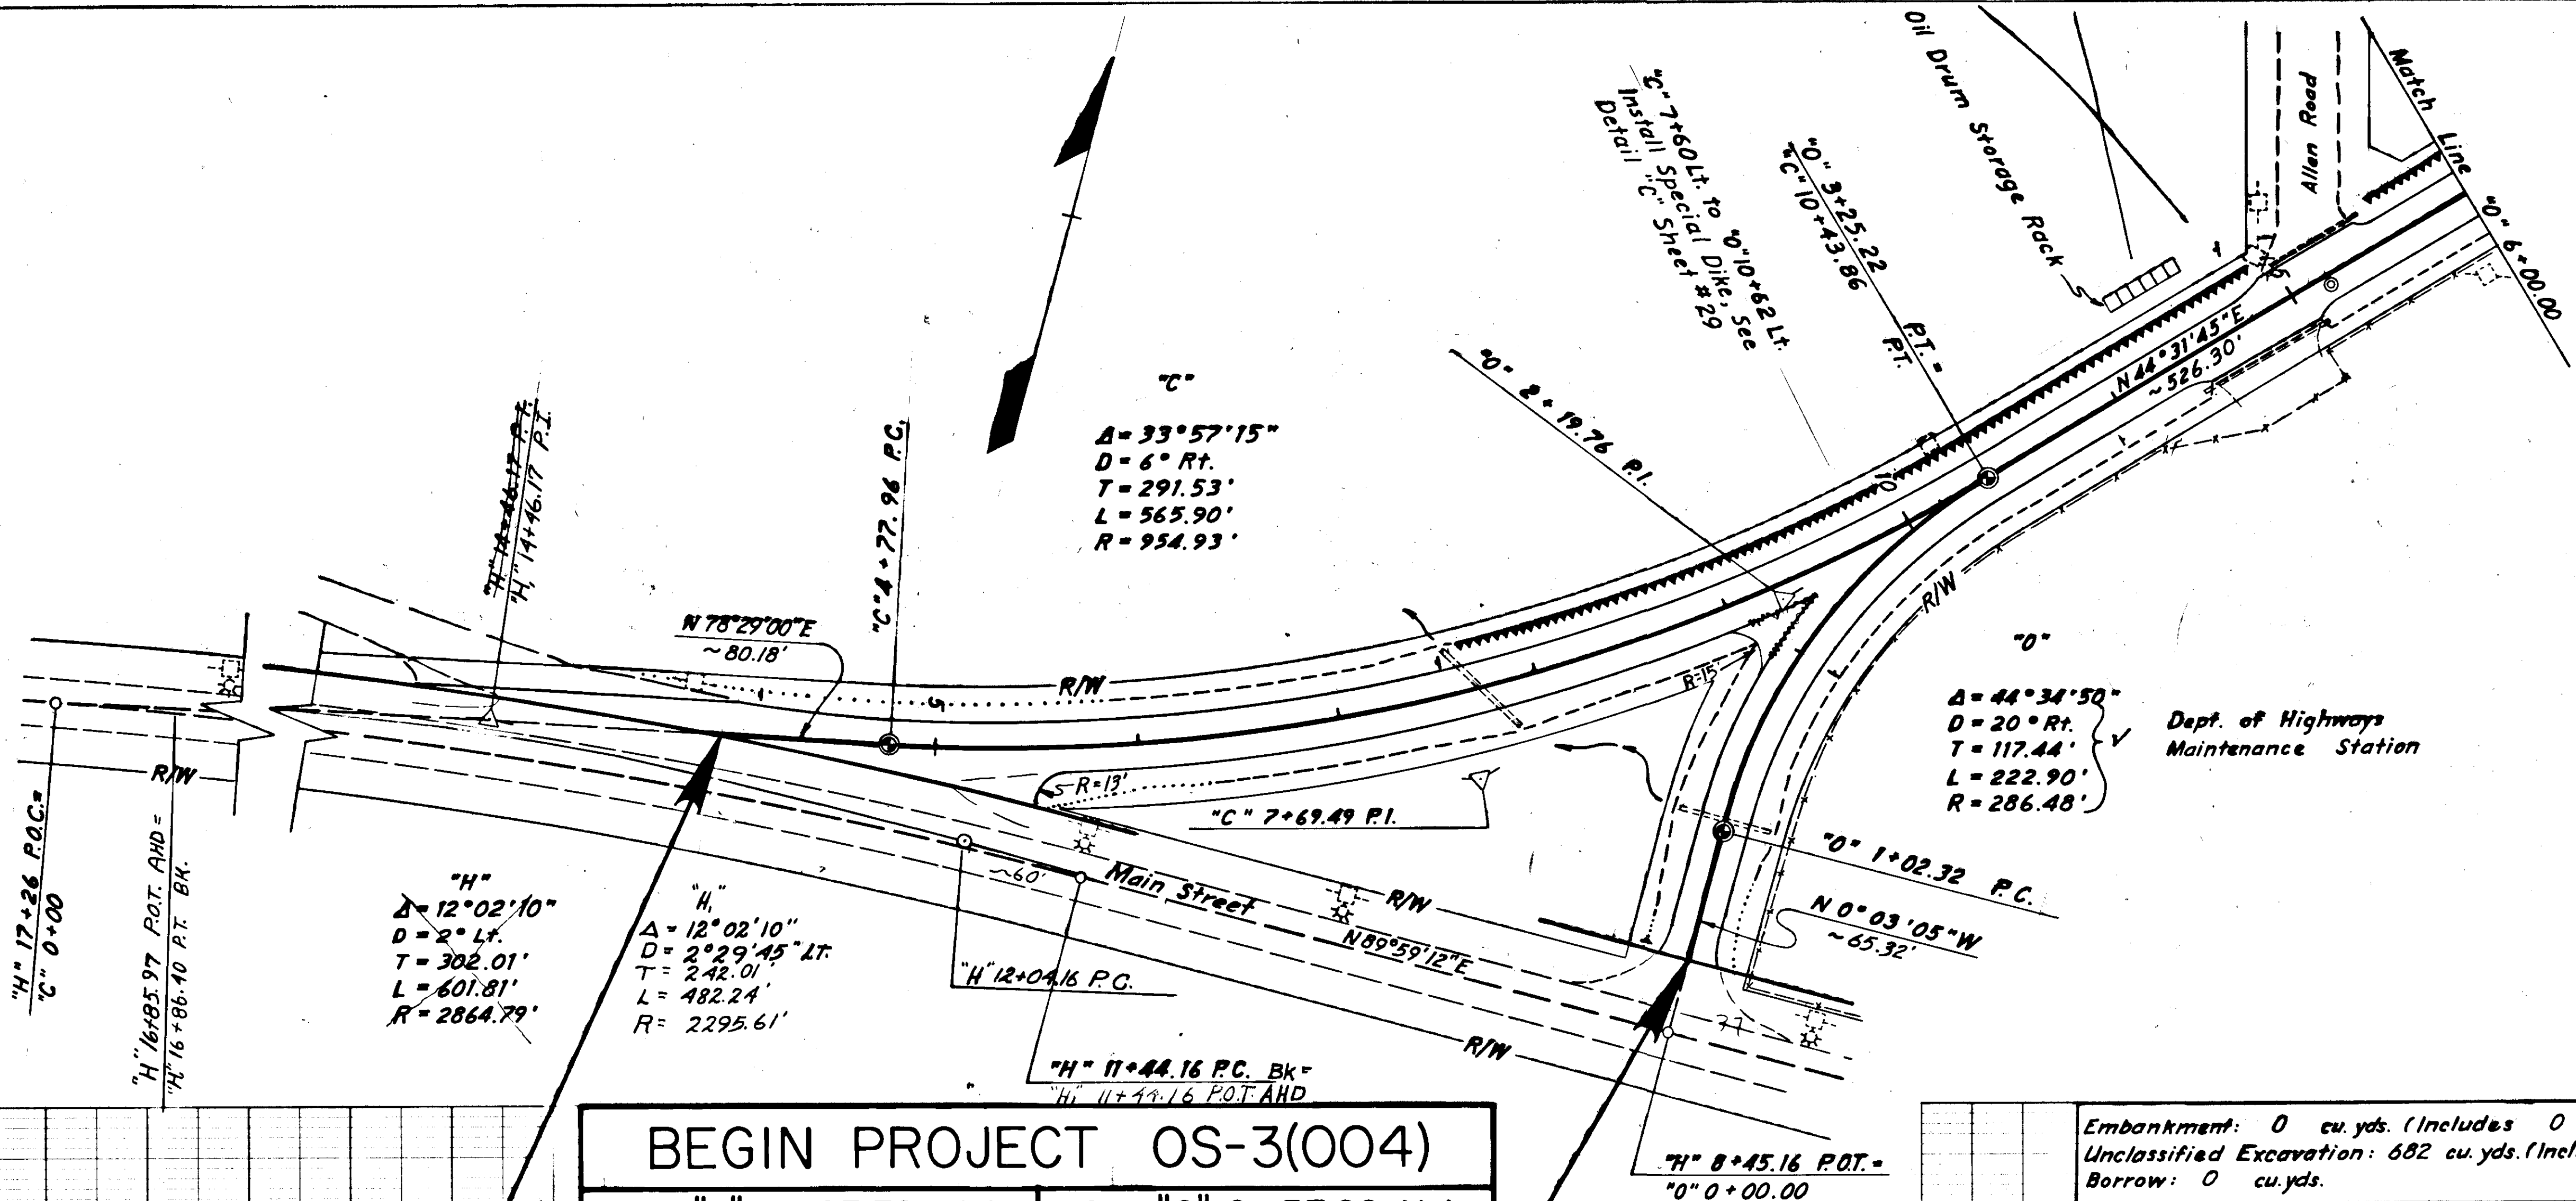 Oil Drum Storage Rack
Allen Road
Match Line "O" 6+00.00
"C" 7+60 Lt. to "O" 10+62 Lt.
Install Special Dike, See
Detail "C" Sheet #29
"O" 3+25.22 P.T. =
"C" 10+43.86 P.T.
N 44°31'45" E
~526.30'
"O" 2+19.76 P.I.
10
"C"
Δ = 33°57'15"
D = 6° Rt.
T = 291.53'
L = 565.90'
R = 954.93'
"H" 14+46.17 P.I.
"H," 14+46.17 P.I.
"C" 4+77.96 P.C.
N 78°29'00" E
~80.18'
R/W
5
R=15'
R/W
"O"
Δ = 44°34'50"
D = 20° Rt.
T = 117.44'
L = 222.90'
R = 286.48'
Dept. of Highways
Maintenance Station
R/W
R=13'
"C" 7+69.49 P.I.
"O" 1+02.32 P.C.
N 0°03'05" W
~65.32'
"H" 17+26 P.O.C. =
"C" 0+00
"H" 16+85.97 P.O.T. AHD =
"H" 16+86.40 P.T. BK.
"H"
Δ = 12°02'10"
D = 2° Lt.
T = 302.01'
L = 601.81'
R = 2864.79'
"H,"
Δ = 12°02'10"
D = 2°29'45" LT.
T = 242.01'
L = 482.24'
R = 2295.61'
~60'
Main Street
R/W
N 89°59'12" E
"H" 12+04.16 P.C.
37
R/W
"H" 11+44.16 P.C. BK =
"H," 11+44.16 P.O.T. AHD
"H" 8+45.16 P.O.T. =
"O" 0+00.00
BEGIN PROJECT OS-3(004)
Embankment: 0 cu. yds. (Includes 0
Unclassified Excavation: 682 cu. yds. (Incl
Borrow: 0 cu. yds.